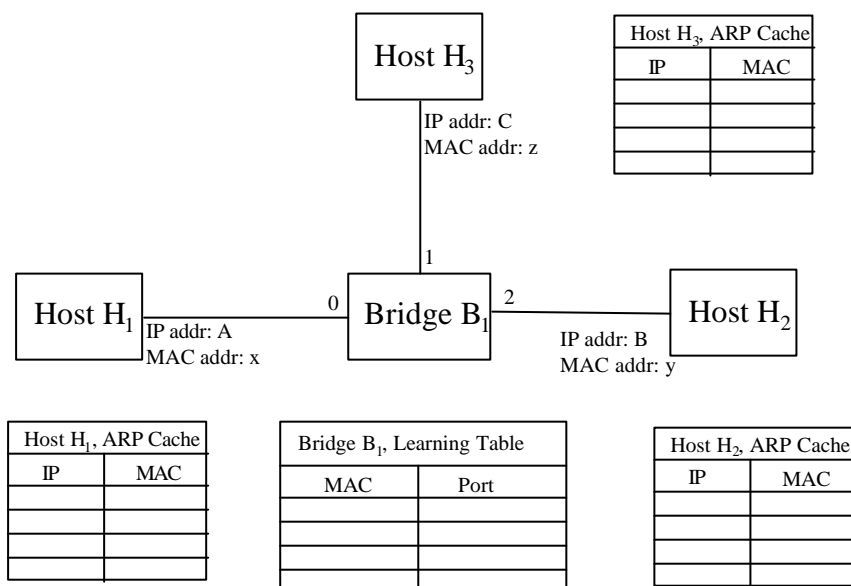 Host H₃, ARP Cache
IP MAC
Host H₃
IP addr: C
MAC addr: z
1
0
2
Host H₁
Bridge B₁
Host H₂
IP addr: A
MAC addr: x
IP addr: B
MAC addr: y
Host H₁, ARP Cache
IP MAC
Bridge B₁, Learning Table
MAC Port
Host H₂, ARP Cache
IP MAC